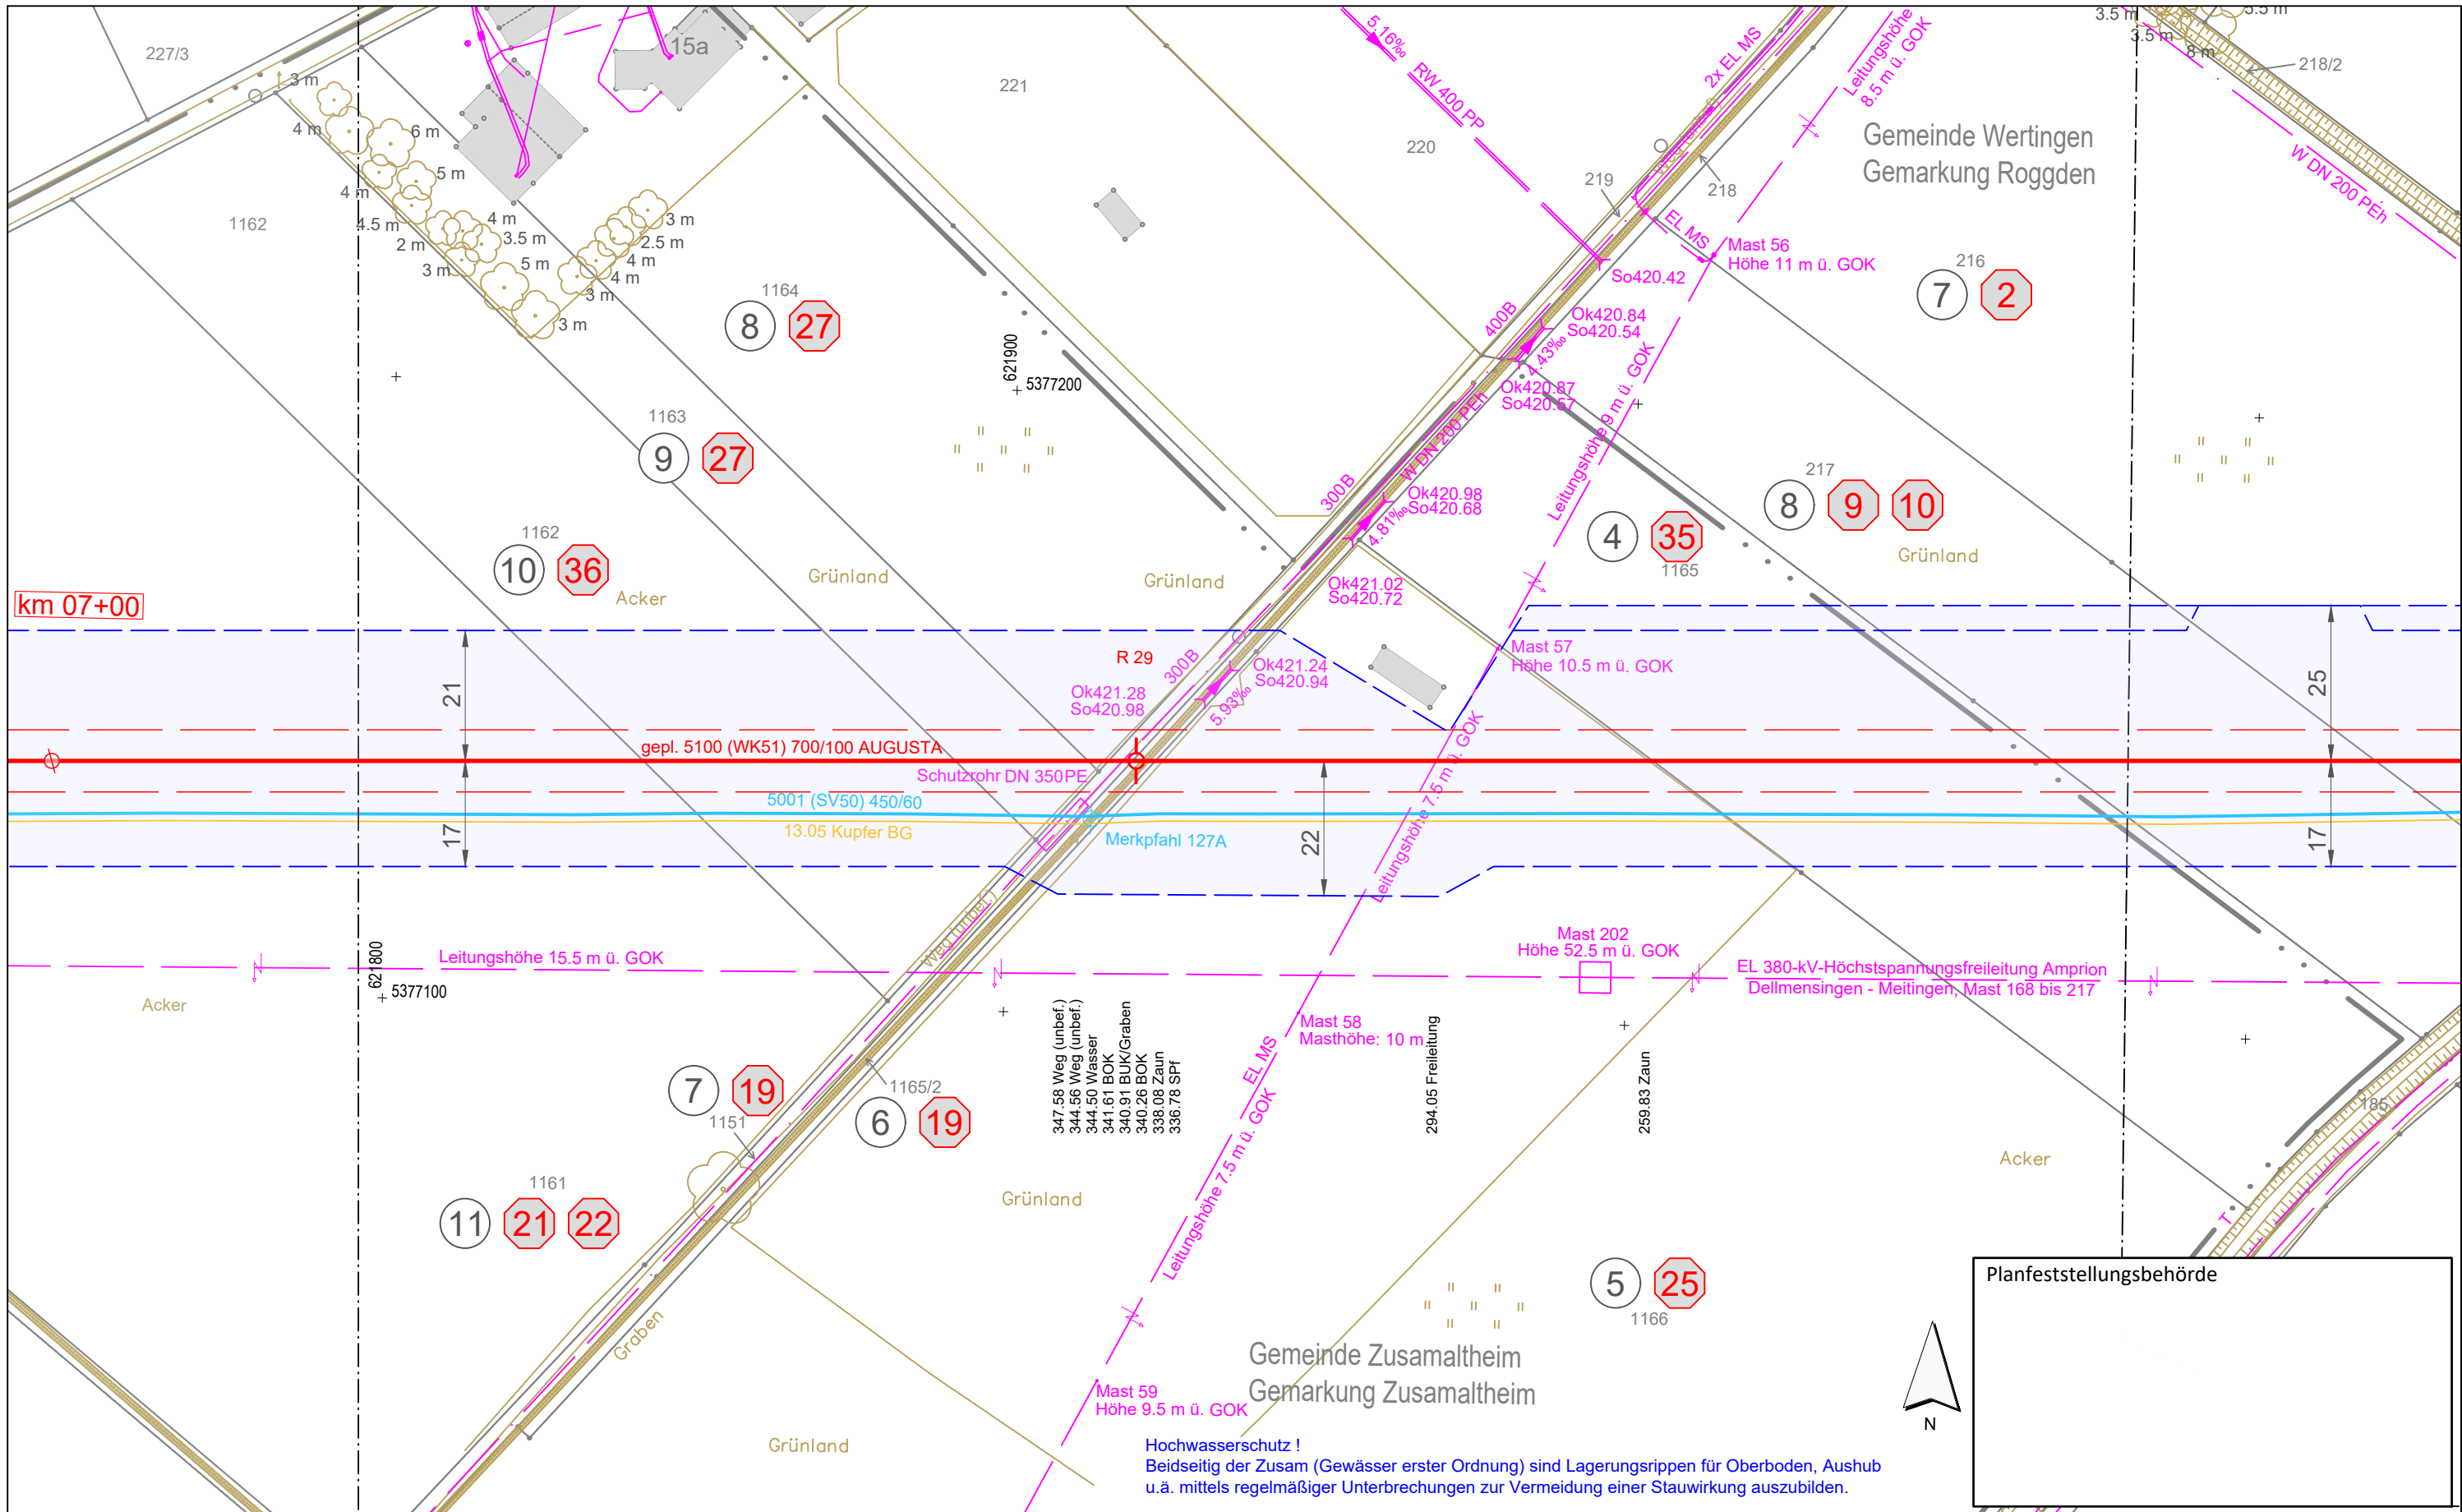 227/3
3 m
4 m
6 m
5 m
4 m
4.5 m
2 m
3 m
4 m
3.5 m
5 m
3 m
3 m
2.5 m
4 m
4 m
3 m
15a
221
220
1162
5.16‰
RW 400 PP
2x EL MS
Leitungshöhe
8.5 m ü. GOK
3.5 m
3.5 m
8 m
5.5 m
218/2
W DN 200 PEh
Gemeinde Wertingen
Gemarkung Roggden
219
218
EL MS
Mast 56
Höhe 11 m ü. GOK
So420.42
216
7 2
1164
8 27
621900
5377200
400B
Ok420.84
So420.54
4.43‰
Ok420.87
So420.57
Leitungshöhe 9 m ü. GOK
1163
9 27
W DN 200 PEh
300B
Ok420.98
So420.68
4.81‰
217
8 9 10
4 35
1165
Grünland
1162
10 36
Acker
Grünland
Grünland
Ok421.02
So420.72
km 07+00
21
R 29
300B
Ok421.24
So420.94
Ok421.28
So420.98
5.93‰
Mast 57
Höhe 10.5 m ü. GOK
25
gepl. 5100 (WK51) 700/100 AUGUSTA
Schutzrohr DN 350PE
5001 (SV50) 450/60
13.05 Kupfer BG
Merkpfahl 127A
17
22
17
Leitungshöhe 7.5 m ü. GOK
Weg (unbef.)
Leitungshöhe 15.5 m ü. GOK
621800
5377100
Acker
Mast 202
Höhe 52.5 m ü. GOK
EL 380-kV-Höchstspannungsfreileitung Amprion
Dellmensingen - Meitingen, Mast 168 bis 217
Mast 58
Masthöhe: 10 m
347.58 Weg (unbef.)
344.56 Weg (unbef.)
344.50 Wasser
341.61 BOK
340.91 BUK/Graben
340.26 BOK
338.08 Zaun
336.78 SPf
294.05 Freileitung
259.83 Zaun
EL MS
Leitungshöhe 7.5 m ü. GOK
7 19
1151
1165/2
6 19
185
Acker
T
1161
11 21 22
Grünland
5 25
1166
Planfeststellungsbehörde
Graben
Gemeinde Zusamaltheim
Gemarkung Zusamaltheim
Mast 59
Höhe 9.5 m ü. GOK
N
Grünland
Hochwasserschutz !
Beidseitig der Zusam (Gewässer erster Ordnung) sind Lagerungsrippen für Oberboden, Aushub
u.ä. mittels regelmäßiger Unterbrechungen zur Vermeidung einer Stauwirkung auszubilden.